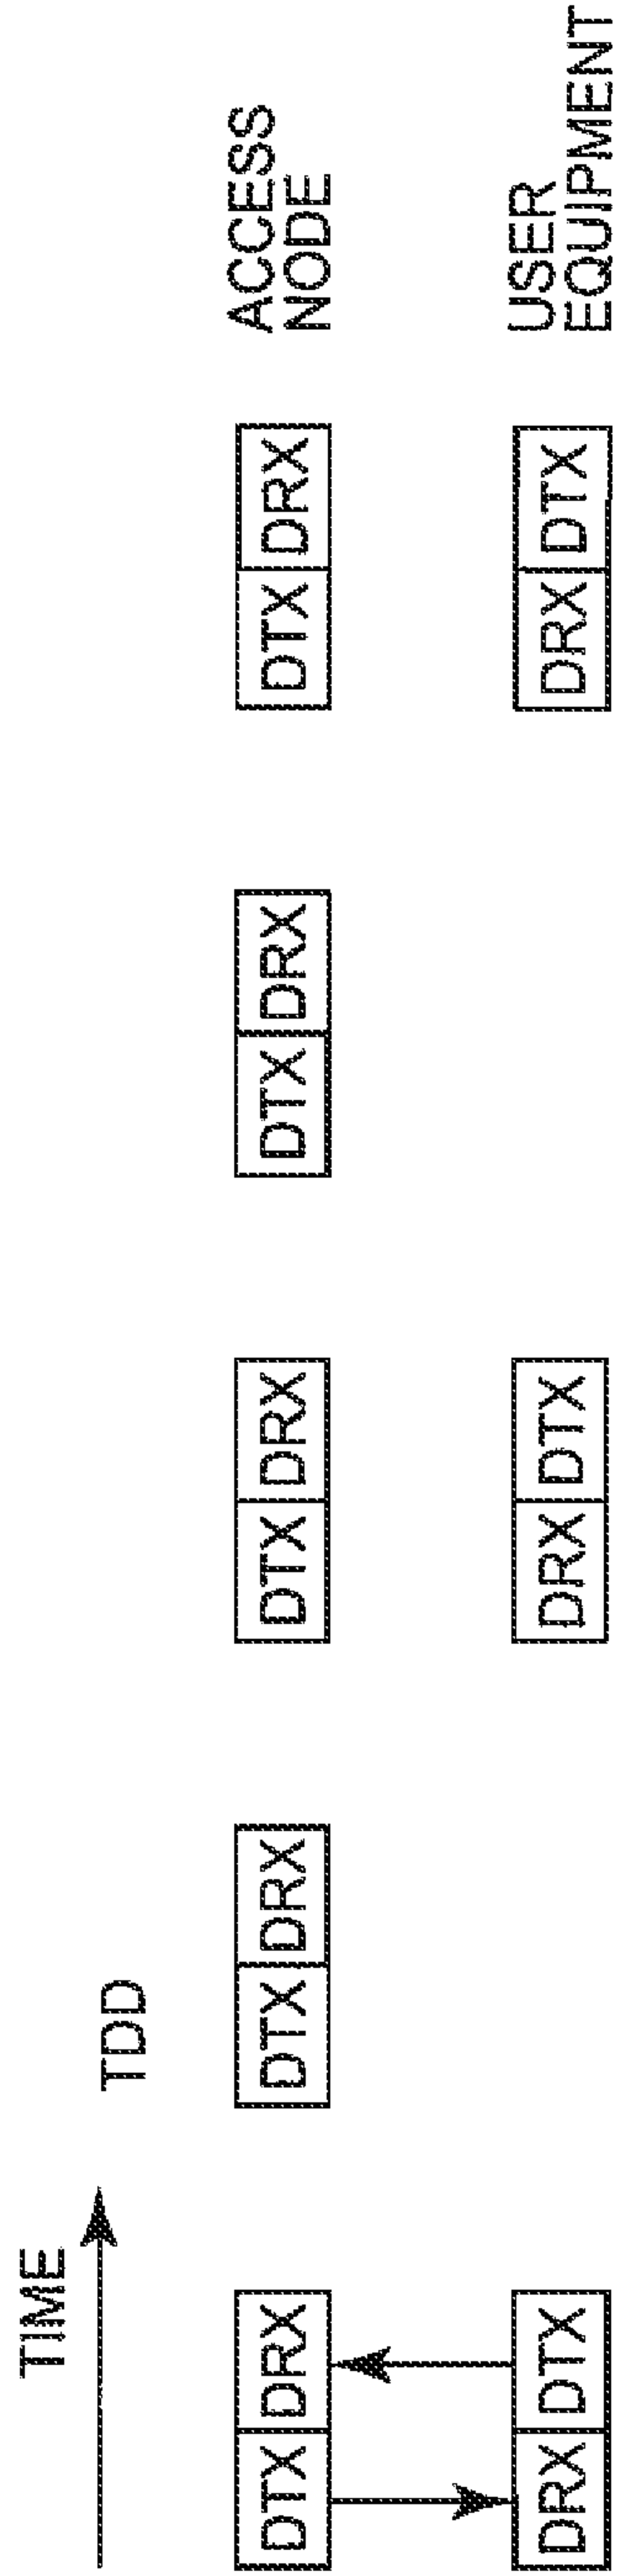 TIME
TDD
DTX DRX DTX DRX DTX DRX DTX DRX DTX DRX
ACCESS
NODE
DRX DTX DRX DTX DRX DTX
USER
EQUIPMENT